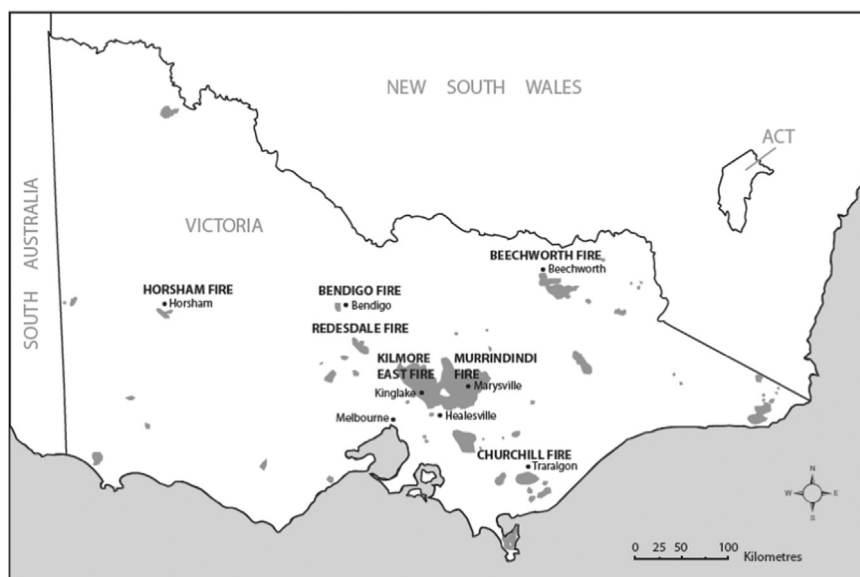 NEW SOUTH WALES
ACT
SOUTH AUSTRALIA
VICTORIA
BEECHWORTH FIRE
Beechworth
HORSHAM FIRE
Horsham
BENDIGO FIRE
Bendigo
REDESDALE FIRE
KILMORE
EAST FIRE
MURRINDINDI
FIRE
Marysville
Kinglake
Healesville
Melbourne
CHURCHILL FIRE
Traralgon
N
W E
S
0 25 50 100
Kilometres